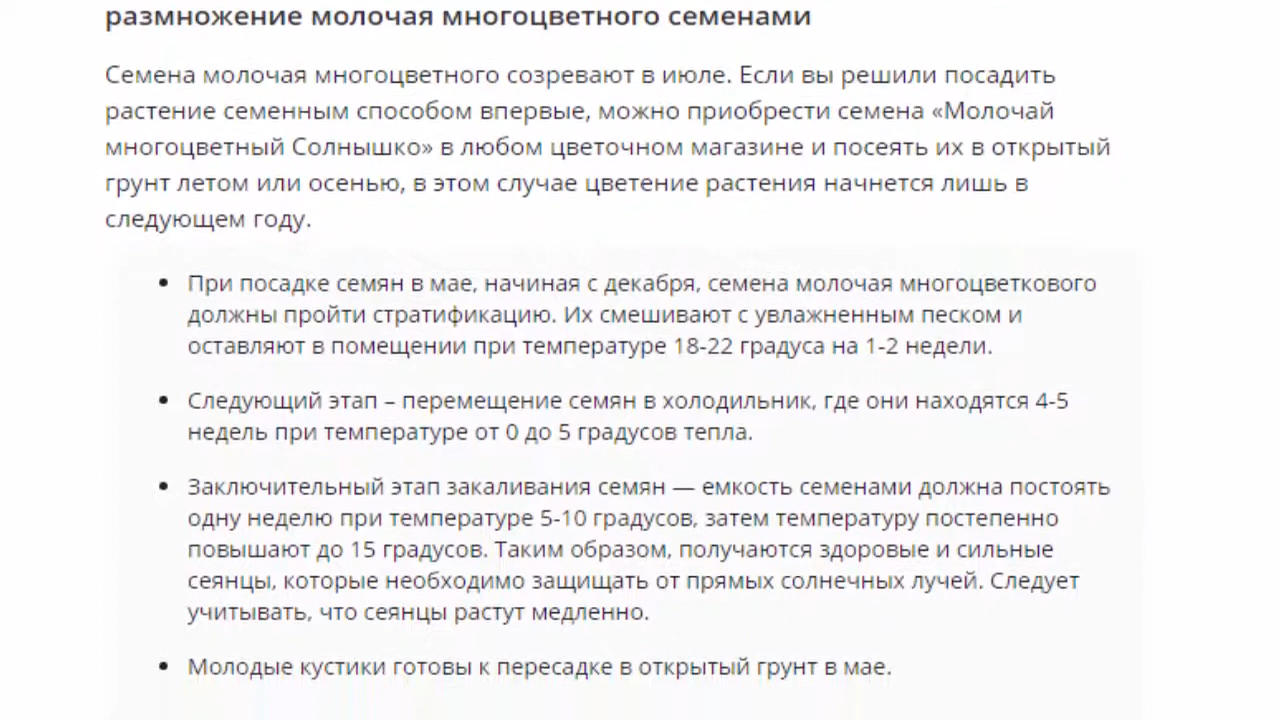 размножение молочая многоцветного семенами
Семена молочая многоцветного созревают в июле. Если вы решили посадить
растение семенным способом впервые, можно приобрести семена «Молочай
многоцветный Солнышко» в любом цветочном магазине и посеять их в открытый
грунт летом или осенью, в этом случае цветение растения начнется лишь в
следующем году.
• При посадке семян в мае, начиная с декабря, семена молочая многоцветкового
должны пройти стратификацию. Их смешивают с увлажненным песком и
оставляют в помещении при температуре 18-22 градуса на 1-2 недели.
• Следующий этап – перемещение семян в холодильник, где они находятся 4-5
недель при температуре от 0 до 5 градусов тепла.
• Заключительный этап закаливания семян — емкость семенами должна постоять
одну неделю при температуре 5-10 градусов, затем температуру постепенно
повышают до 15 градусов. Таким образом, получаются здоровые и сильные
сеянцы, которые необходимо защищать от прямых солнечных лучей. Следует
учитывать, что сеянцы растут медленно.
• Молодые кустики готовы к пересадке в открытый грунт в мае.